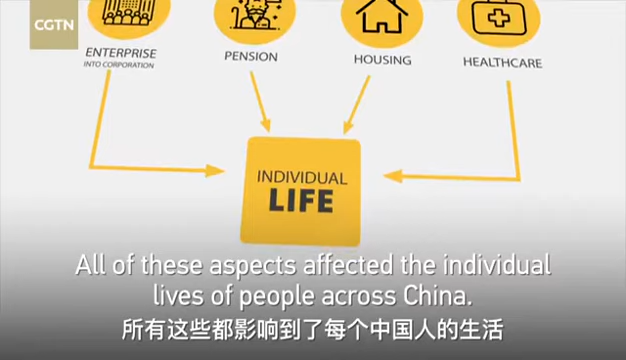 CGTN
ENTERPRISE
INTO CORPORATION
PENSION
HOUSING
HEALTHCARE
INDIVIDUAL
LIFE
All of these aspects affected the individual
lives of people across China.
所有这些都影响到了每个中国人的生活